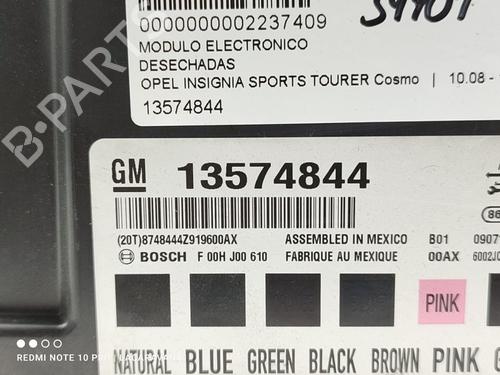 0000000002237409
MODULO ELECTRONICO
DESECHADAS
OPEL INSIGNIA SPORTS TOURER Cosmo | 10.08 -
13574844
GM 13574844
(20T)8748444Z919600AX ASSEMBLED IN MEXICO B01
BOSCH F 00H J00 610 FABRIQUE AU MEXIQUE 00AX
PINK
NATURAL BLUE GREEN BLACK BROWN PINK
REDMI NOTE 10 PRO